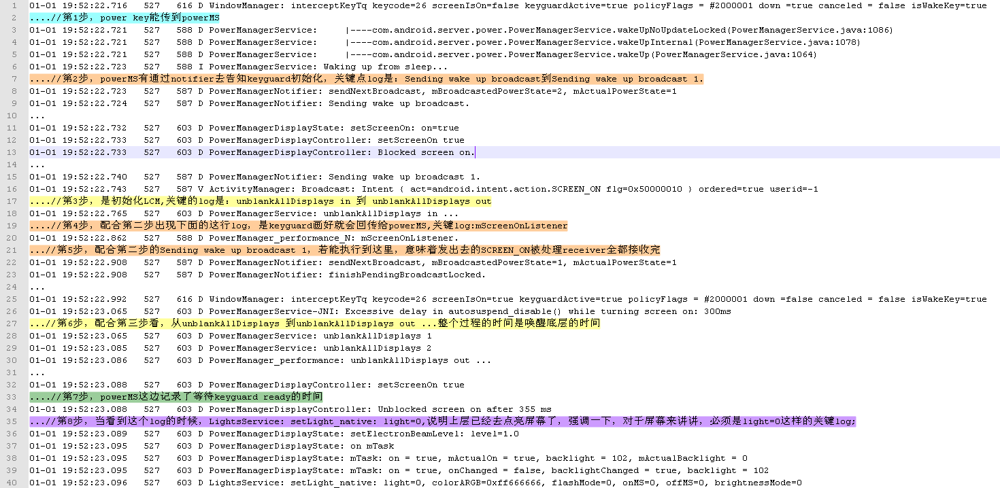 1 01-01 19:52:22.716 527 616 D WindowManager: interceptKeyTq keycode=26 screenIsOn=false keyguardActive=true policyFlags = #2000001 down =true canceled = false isWakeKey=true
2 ....//第1步，power key能传到powerMS
3 01-01 19:52:22.721 527 588 D PowerManagerService: |----com.android.server.power.PowerManagerService.wakeUpNoUpdateLocked(PowerManagerService.java:1086)
4 01-01 19:52:22.721 527 588 D PowerManagerService: |----com.android.server.power.PowerManagerService.wakeUpInternal(PowerManagerService.java:1078)
5 01-01 19:52:22.721 527 588 D PowerManagerService: |----com.android.server.power.PowerManagerService.wakeUp(PowerManagerService.java:1064)
6 01-01 19:52:22.723 527 588 I PowerManagerService: Waking up from sleep...
7 ....//第2步，powerMS有通过notifier去告知keyguard初始化，关键点log是：Sending wake up broadcast到Sending wake up broadcast 1.
8 01-01 19:52:22.723 527 587 D PowerManagerNotifier: sendNextBroadcast, mBroadcastedPowerState=2, mActualPowerState=1
9 01-01 19:52:22.724 527 587 D PowerManagerNotifier: Sending wake up broadcast.
10 ...
11 01-01 19:52:22.732 527 603 D PowerManagerDisplayState: setScreenOn: on=true
12 01-01 19:52:22.733 527 603 D PowerManagerDisplayController: setScreenOn true
13 01-01 19:52:22.733 527 603 D PowerManagerDisplayController: Blocked screen on.
14 ...
15 01-01 19:52:22.740 527 587 D PowerManagerNotifier: Sending wake up broadcast 1.
16 01-01 19:52:22.743 527 587 V ActivityManager: Broadcast: Intent { act=android.intent.action.SCREEN_ON flg=0x50000010 } ordered=true userid=-1
17 ....//第3步，是初始化LCM,关键的log是：unblankAllDisplays in 到 unblankAllDisplays out
18 01-01 19:52:22.765 527 603 D PowerManagerService: unblankAllDisplays in ...
19 ....//第4步，配合第二步出现下面的这行log，是keyguard画好就会回传给powerMS,关键log:mScreenOnListener
20 01-01 19:52:22.862 527 588 D PowerManager_performance_N: mScreenOnListener.
21 ...//第5步，配合第二步的Sending wake up broadcast 1，若能执行到这里，意味着发出去的SCREEN_ON被处理receiver全部接收完
22 01-01 19:52:22.908 527 587 D PowerManagerNotifier: sendNextBroadcast, mBroadcastedPowerState=1, mActualPowerState=1
23 01-01 19:52:22.908 527 587 D PowerManagerNotifier: finishPendingBroadcastLocked.
24 ...
25 01-01 19:52:22.992 527 616 D WindowManager: interceptKeyTq keycode=26 screenIsOn=true keyguardActive=true policyFlags = #2000001 down =false canceled = false isWakeKey=true
26 01-01 19:52:23.065 527 603 D PowerManagerService-JNI: Excessive delay in autosuspend_disable() while turning screen on: 300ms
27 ...//第6步，配合第三步看，从unblankAllDisplays 到unblankAllDisplays out ...整个过程的时间是唤醒底层的时间
28 01-01 19:52:23.065 527 603 D PowerManagerService: unblankAllDisplays 1
29 01-01 19:52:23.085 527 603 D PowerManagerService: unblankAllDisplays 2
30 01-01 19:52:23.086 527 603 D PowerManager_performance: unblankAllDisplays out ...
31 ...
32 01-01 19:52:23.088 527 603 D PowerManagerDisplayController: setScreenOn true
33 ....//第7步，powerMS这边记录了等待keyguard ready的时间
34 01-01 19:52:23.088 527 603 D PowerManagerDisplayController: Unblocked screen on after 355 ms
35 ...//第8步，当看到这个log的时候，LightsService: setLight_native: light=0,说明上层已经去点亮屏幕了，强调一下，对于屏幕来讲讲，必须是light=0这样的关键log;
36 01-01 19:52:23.089 527 603 D PowerManagerDisplayState: setElectronBeamLevel: level=1.0
37 01-01 19:52:23.095 527 603 D PowerManagerDisplayState: on mTask
38 01-01 19:52:23.095 527 603 D PowerManagerDisplayState: mTask: on = true, mActualOn = true, backlight = 102, mActualBacklight = 0
39 01-01 19:52:23.095 527 603 D PowerManagerDisplayState: mTask: on = true, onChanged = false, backlightChanged = true, backlight = 102
40 01-01 19:52:23.096 527 603 D LightsService: setLight_native: light=0, colorARGB=0xff666666, flashMode=0, onMS=0, offMS=0, brightnessMode=0